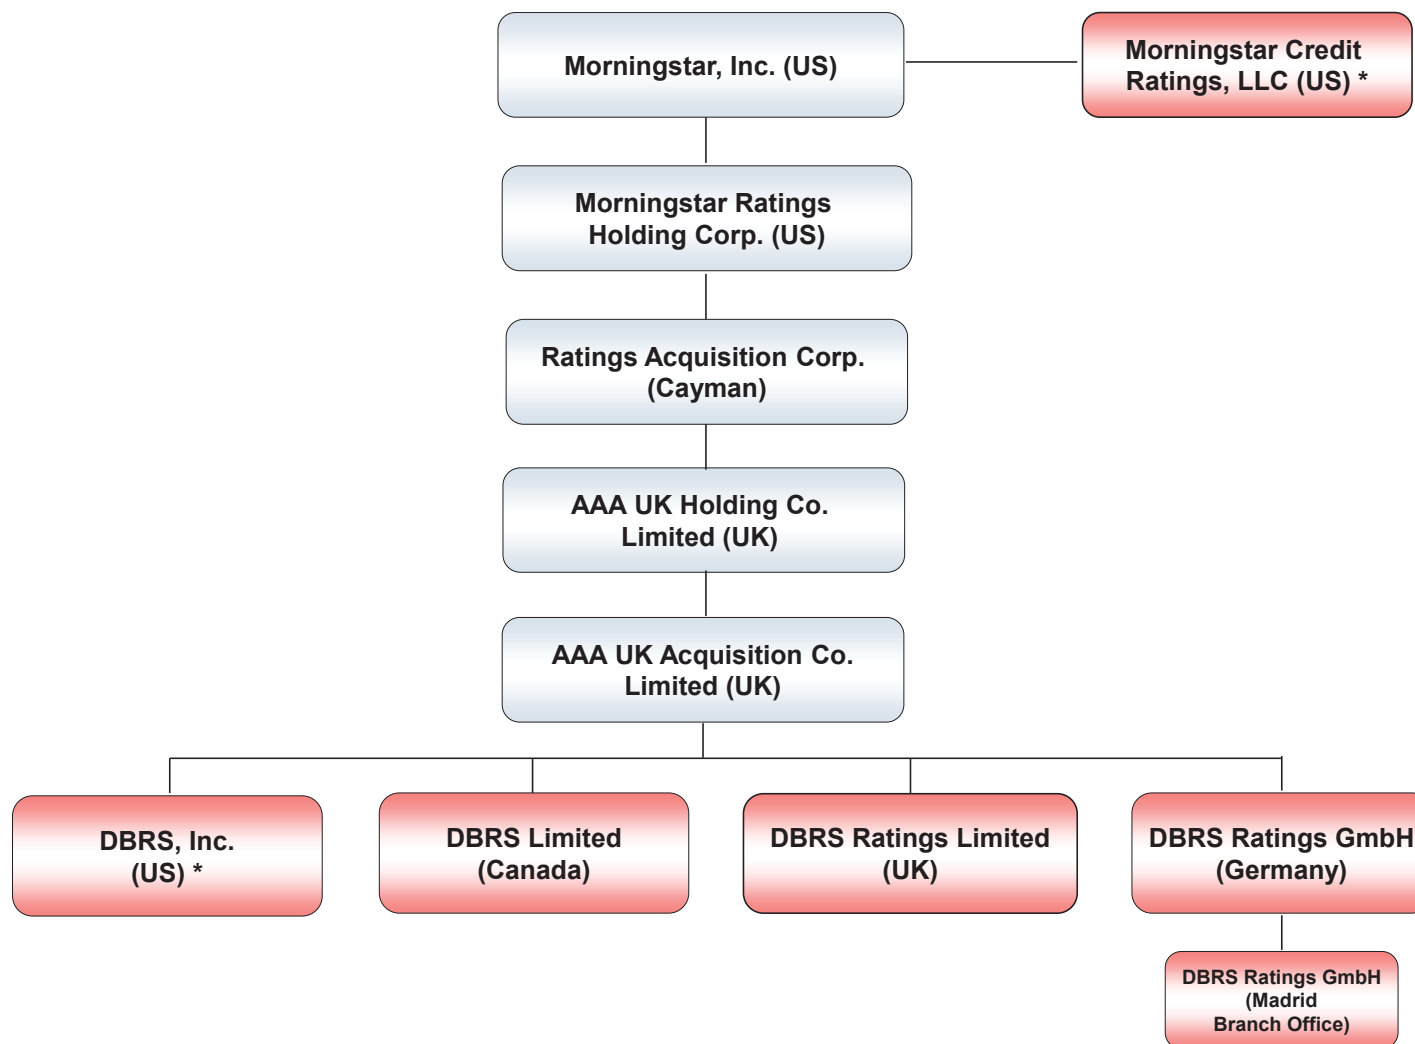 Morningstar, Inc. (US)
Morningstar Credit
Ratings, LLC (US) *
Morningstar Ratings
Holding Corp. (US)
Ratings Acquisition Corp.
(Cayman)
AAA UK Holding Co.
Limited (UK)
AAA UK Acquisition Co.
Limited (UK)
DBRS, Inc.
(US) *
DBRS Limited
(Canada)
DBRS Ratings Limited
(UK)
DBRS Ratings GmbH
(Germany)
DBRS Ratings GmbH
(Madrid
Branch Office)